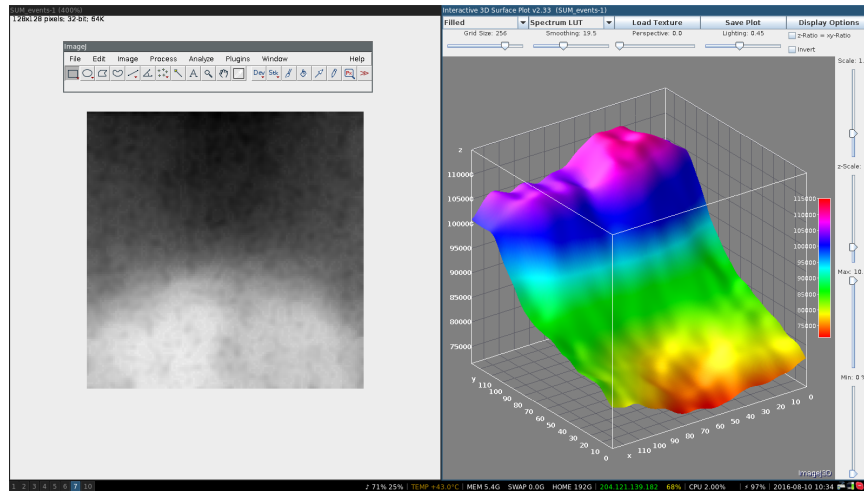 SUM_events-1 (400%)
128x128 pixels; 32-bit; 64K
ImageJ
File Edit Image Process Analyze Plugins Window Help
Dev Stk
Interactive 3D Surface Plot v2.33 (SUM_events-1)
Filled Spectrum LUT Load Texture Save Plot Display Options
Grid Size: 256 Smoothing: 19.5 Perspective: 0.0 Lighting: 0.45 z-Ratio = xy-Ratio
Invert
Scale: 1.
z-Scale:
Max: 10.
Min: 0 %
z
110000
105000
100000
95000
90000
85000
80000
75000
115000
110000
105000
100000
95000
90000
85000
80000
75000
y 110 100 90 80 70 60 50 40 30 20 10 0
x 110 100 90 80 70 60 50 40 30 20 10 0
ImageJ3D
1 2 3 4 5 6 7 10
71% 25% TEMP +43.0°C MEM 5.4G SWAP 0.0G HOME 192G 204.121.139.182 68% CPU 2.00% 97% 2016-08-10 10:34